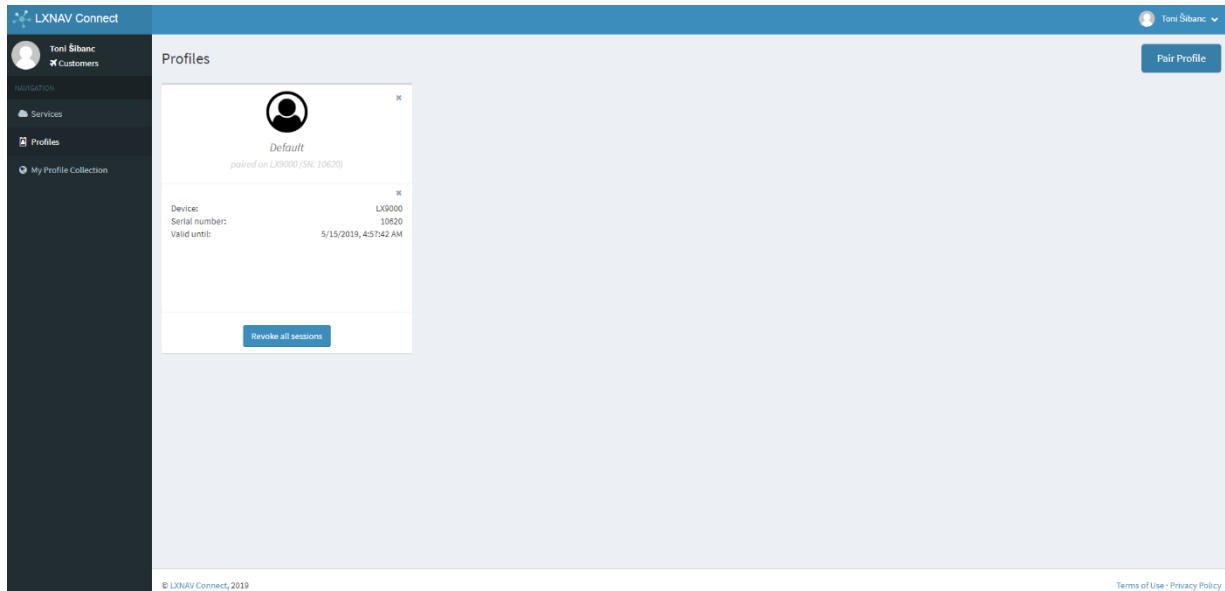 LXNAV Connect
Toni Šibanc
Toni Šibanc
Customers
NAVIGATION
Services
Profiles
My Profile Collection
Profiles
Pair Profile
Default
paired on LX9000 (SN: 10620)
Device: LX9000
Serial number: 10620
Valid until: 5/15/2019, 4:57:42 AM
Revoke all sessions
© LXNAV Connect, 2019
Terms of Use · Privacy Policy